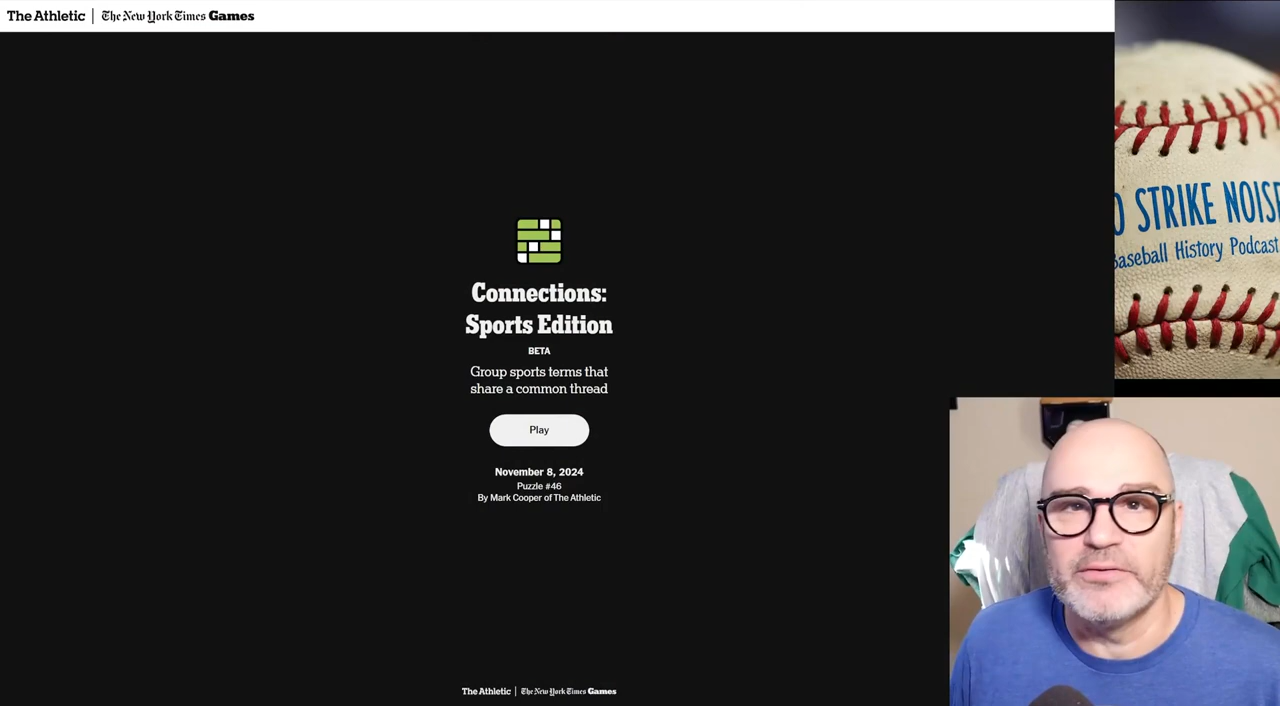 The Athletic | The New York Times Games
STRIKE NOISE
Baseball History Podcast
Connections:
Sports Edition
BETA
Group sports terms that
share a common thread
Play
November 8, 2024
Puzzle #46
By Mark Cooper of The Athletic
The Athletic | The New York Times Games